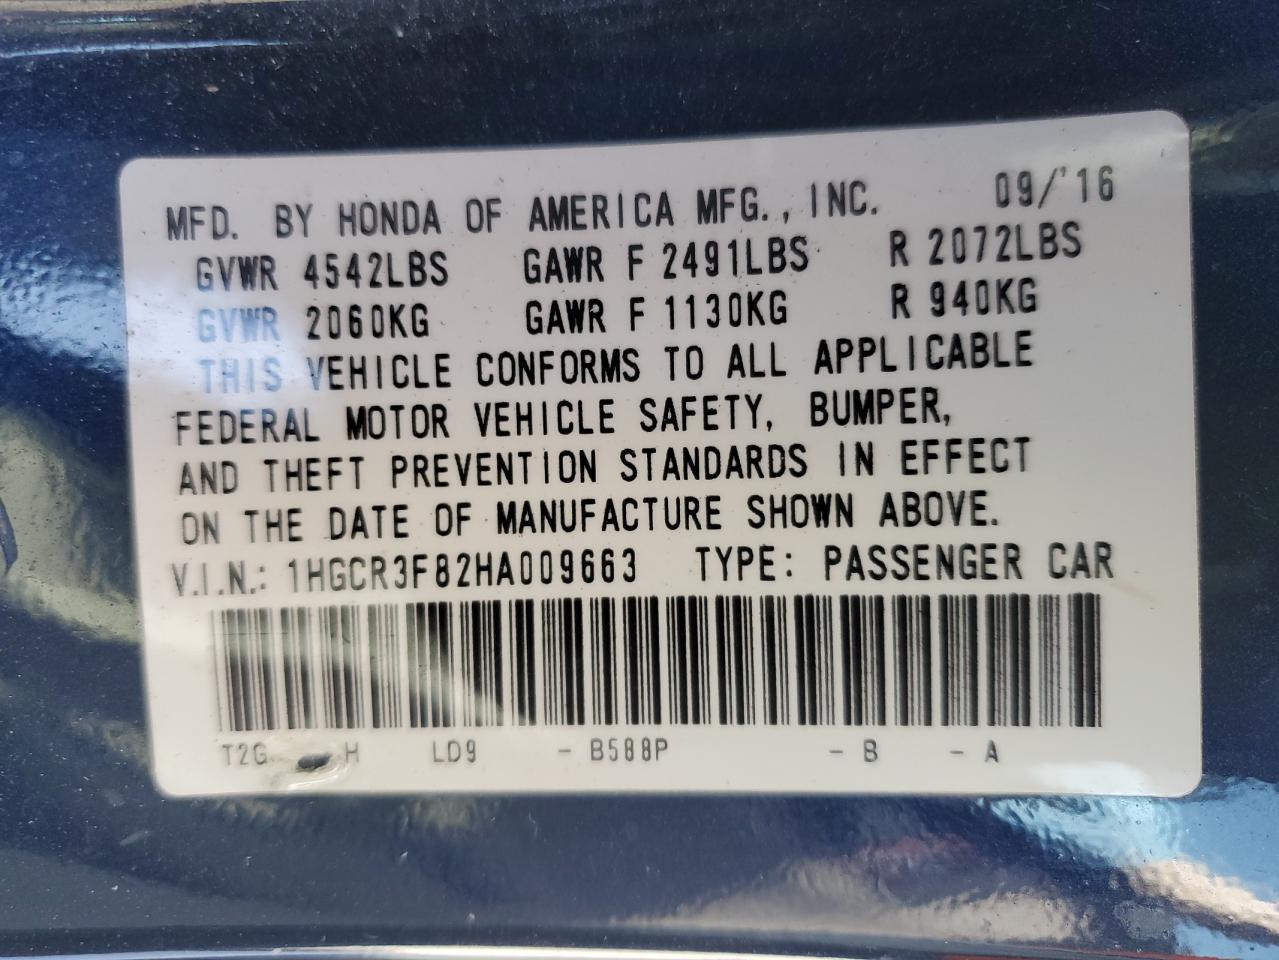 MFD. BY HONDA OF AMERICA MFG., INC. 09/'16
GVWR 4542LBS GAWR F 2491LBS R 2072LBS
GVWR 2060KG GAWR F 1130KG R 940KG
THIS VEHICLE CONFORMS TO ALL APPLICABLE
FEDERAL MOTOR VEHICLE SAFETY, BUMPER,
AND THEFT PREVENTION STANDARDS IN EFFECT
ON THE DATE OF MANUFACTURE SHOWN ABOVE.
V.I.N.: 1HGCR3F82HA009663 TYPE: PASSENGER CAR
H LD9 - B588P - B - A